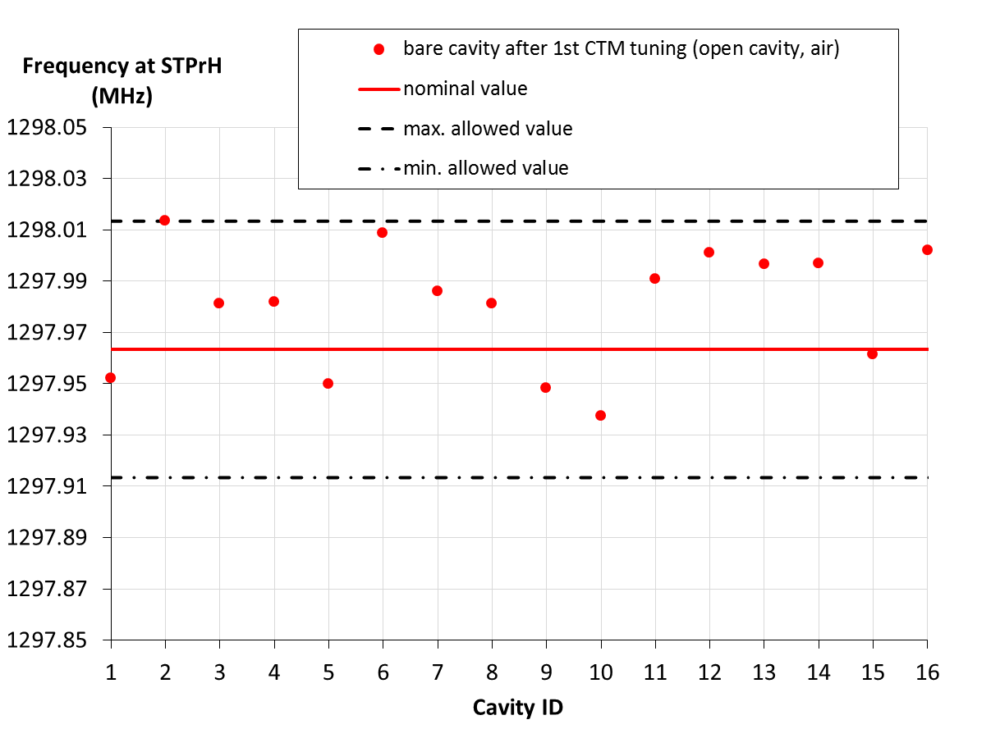 Frequency at STPrH
(MHz)
bare cavity after 1st CTM tuning (open cavity, air)
nominal value
max. allowed value
min. allowed value
1298.05
1298.03
1298.01
1297.99
1297.97
1297.95
1297.93
1297.91
1297.89
1297.87
1297.85
1 2 3 4 5 6 7 8 9 10 11 12 13 14 15 16
Cavity ID